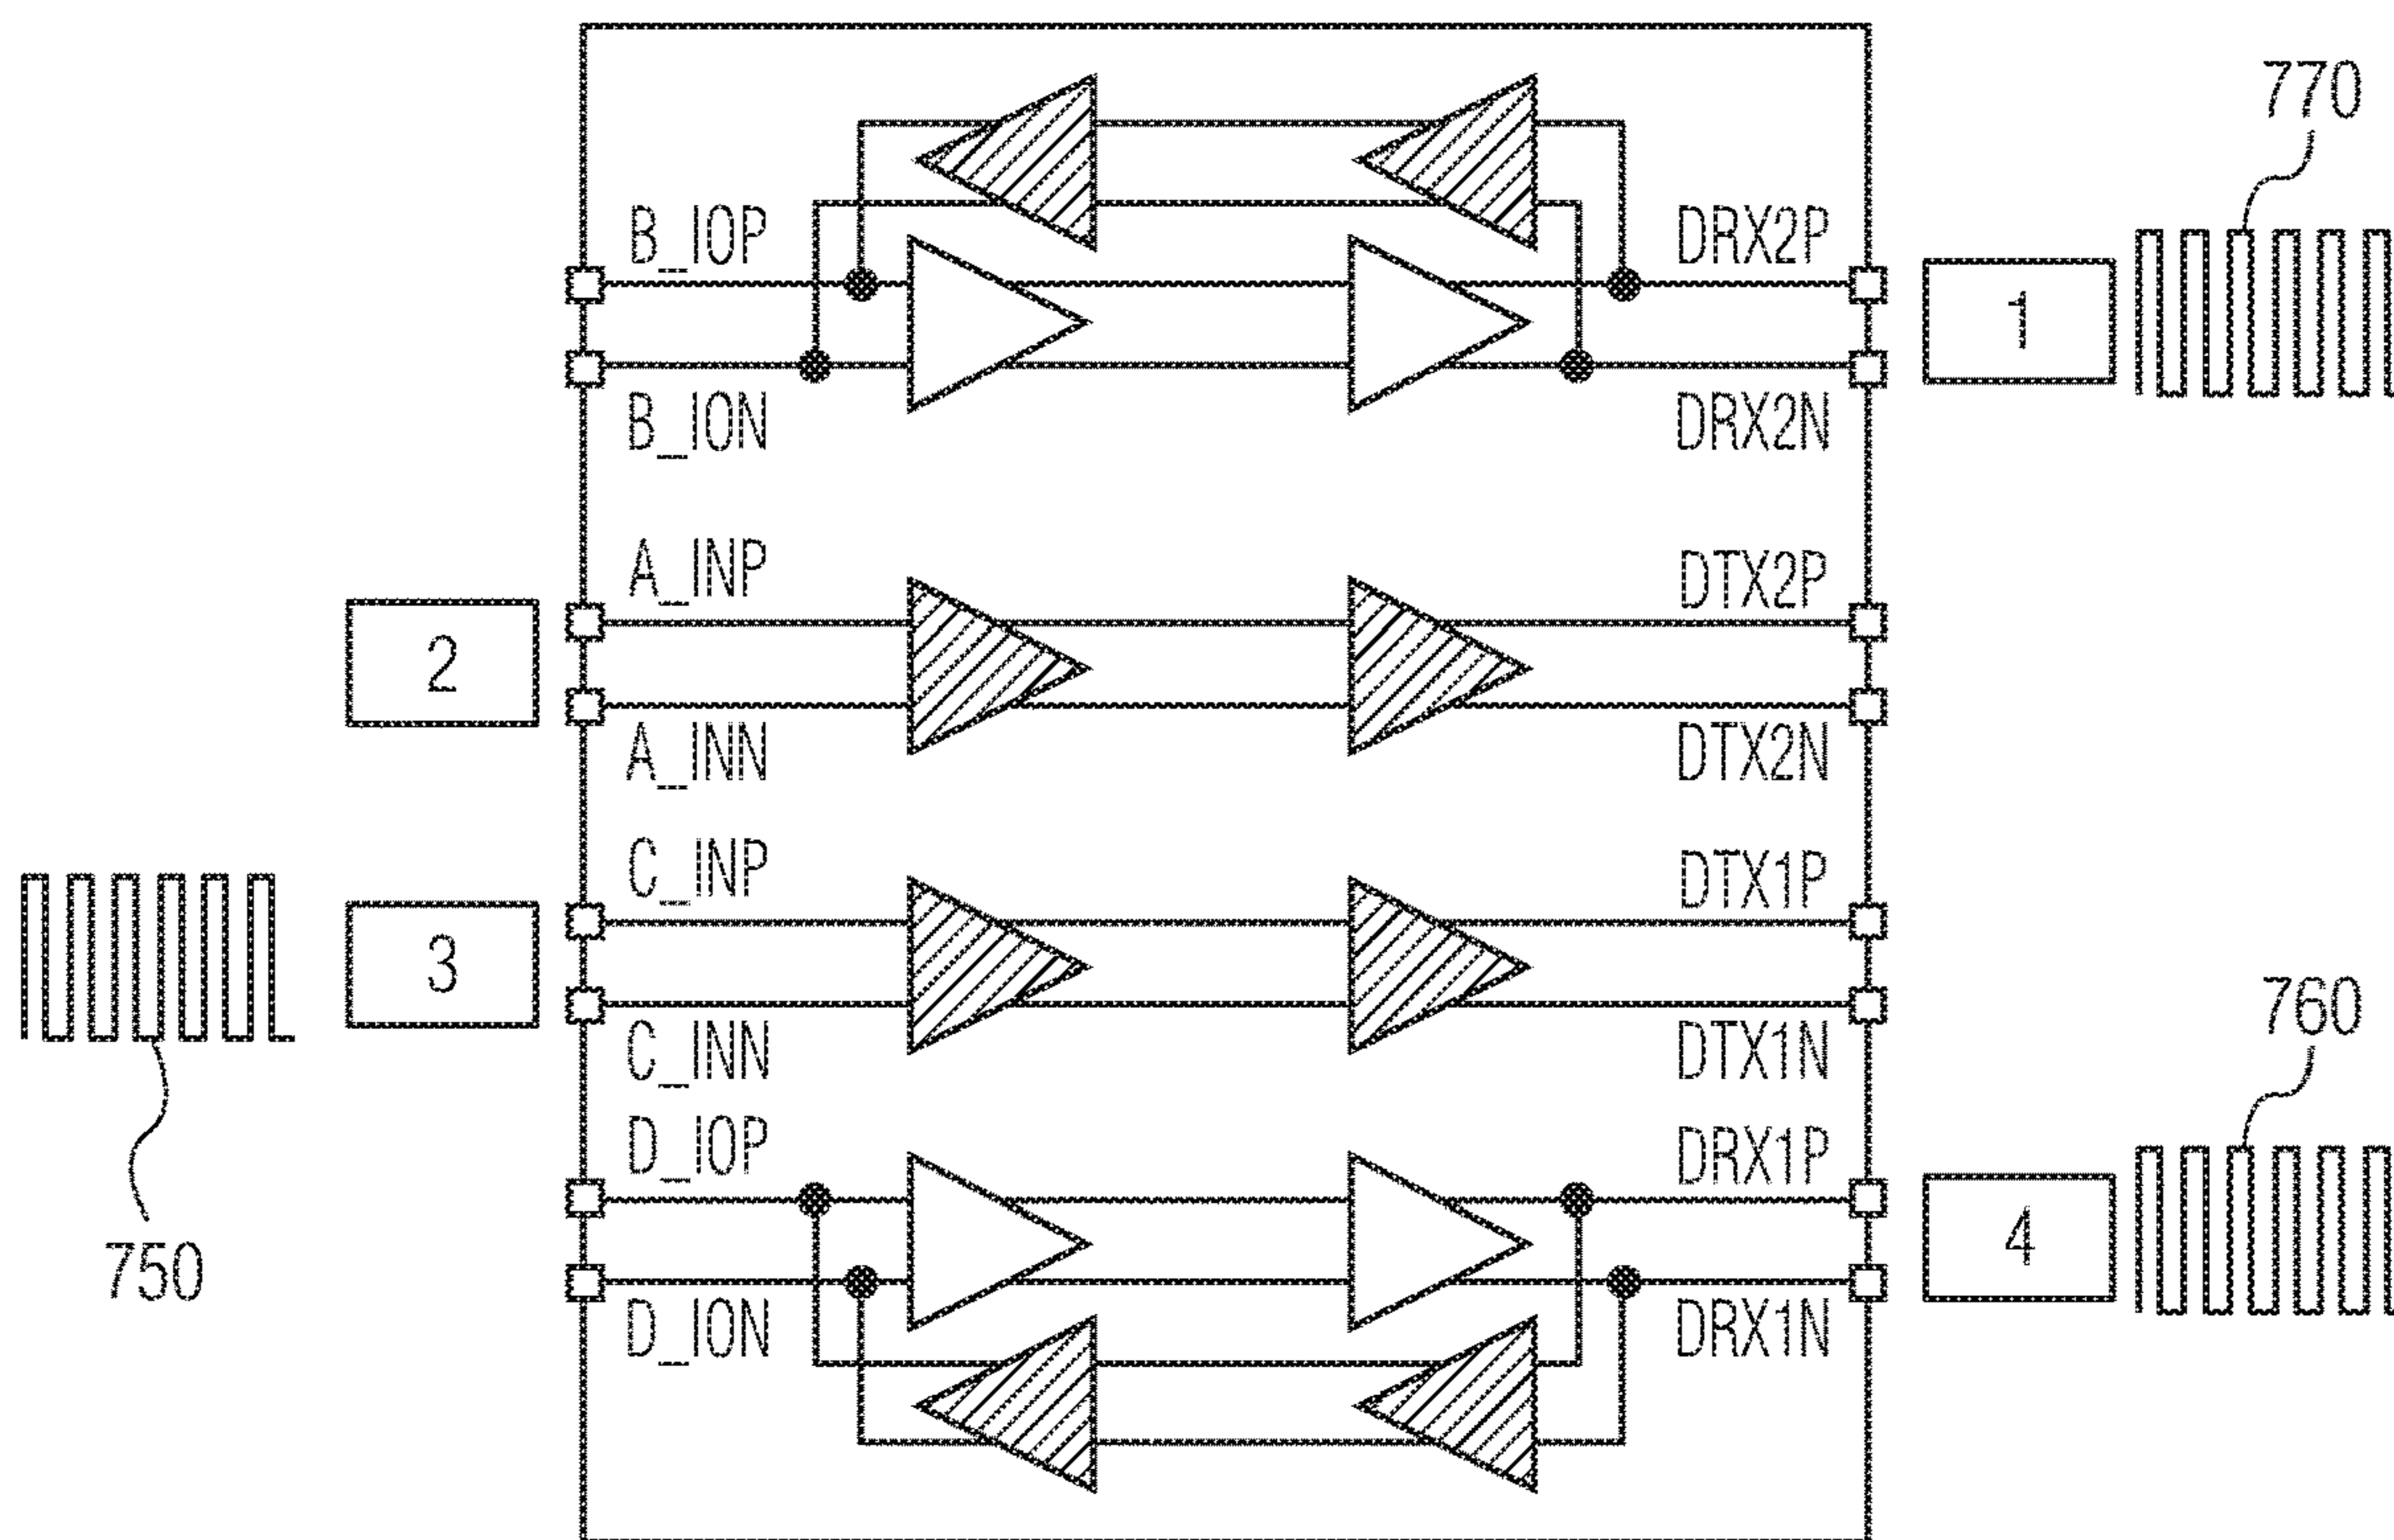 770
B_IOP
DRX2P
1
B_ION
DRX2N
A_INP
DTX2P
2
A_INN
DTX2N
C_INP
DTX1P
3
760
C_INN
DTX1N
D_IOP
DRX1P
4
750
D_ION
DRX1N